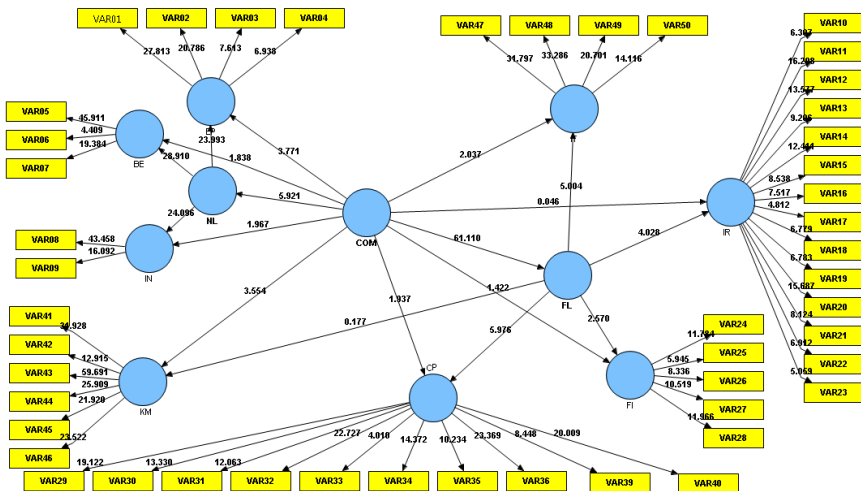 VAR01
VAR02
VAR03
VAR04
27.813
20.786
7.613
6.938
VAR47
VAR48
VAR49
VAR50
31.797
33.286
20.701
14.116
VAR10
6.307
VAR11
16.208
VAR12
13.577
VAR13
9.206
VAR14
12.411
VAR15
8.538
VAR16
7.517
VAR17
4.812
VAR18
6.779
VAR19
6.783
VAR20
15.687
VAR21
8.124
VAR22
6.912
VAR23
5.069
IR
VAR05
VAR06
VAR07
45.911
4.409
19.384
BE
23.993
28.910
1.838
3.771
2.037
NL
5.921
COM
0.046
5.004
24.096
1.967
61.110
4.028
VAR08
VAR09
43.458
16.092
IN
FL
3.554
1.937
1.422
0.177
5.976
2.570
VAR41
VAR42
VAR43
VAR44
VAR45
VAR46
12.915
59.691
25.909
21.920
23.522
KM
CP
FI
VAR24
VAR25
VAR26
VAR27
VAR28
11.784
5.945
8.336
10.519
11.966
19.122
13.330
12.063
22.727
4.010
14.372
10.234
23.369
8.448
20.009
VAR29
VAR30
VAR31
VAR32
VAR33
VAR34
VAR35
VAR36
VAR39
VAR40